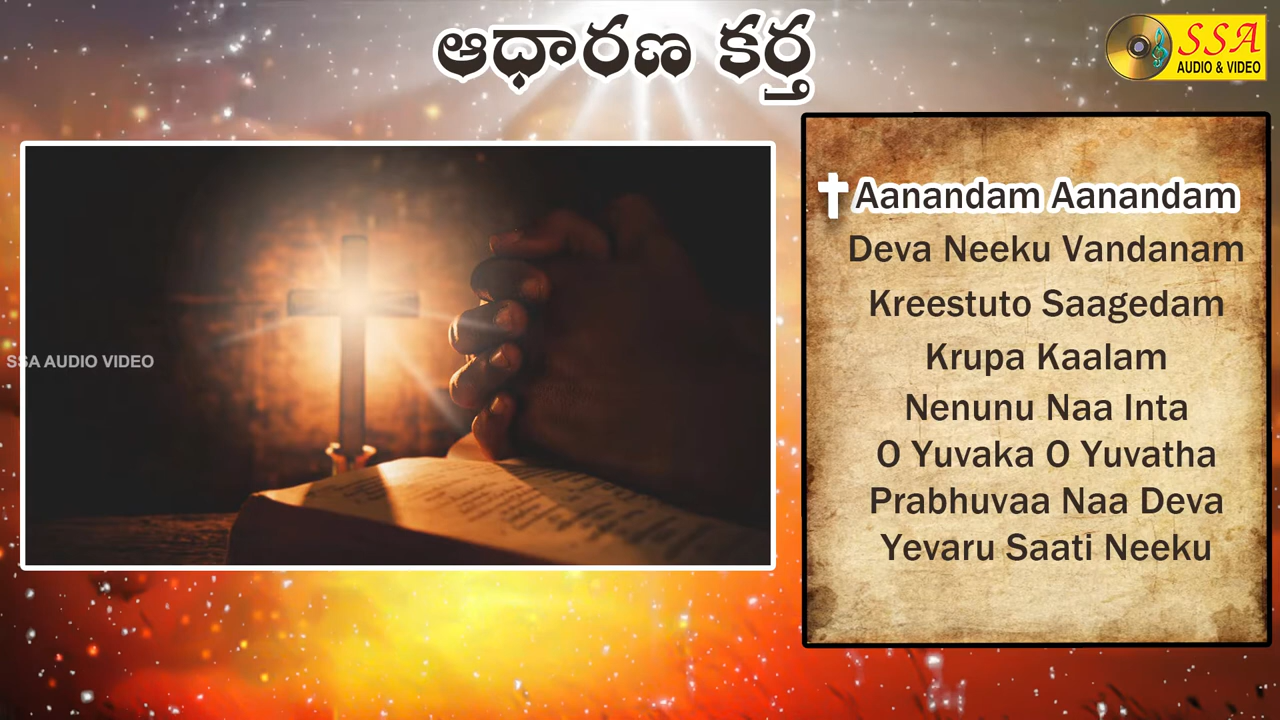 ఆధారణ కర్త
SSA
AUDIO & VIDEO
SSA AUDIO VIDEO
Aanandam Aanandam
Deva Neeku Vandanam
Kreestuto Saagedam
Krupa Kaalam
Nenunu Naa Inta
O Yuvaka O Yuvatha
Prabhuvaa Naa Deva
Yevaru Saati Neeku